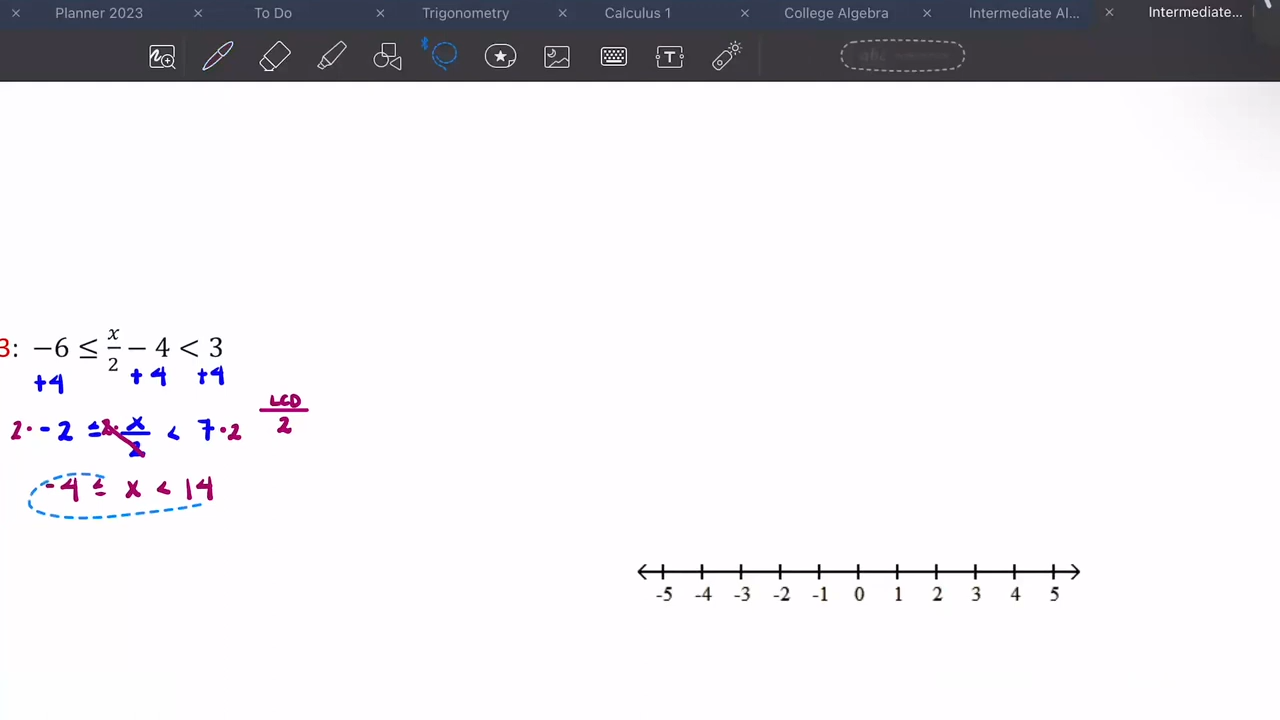 Planner 2023 To Do Trigonometry Calculus 1 College Algebra Intermediate Al... Intermediate...
T abc
3: −6 ≤ x/2 − 4 < 3
+4 +4 +4
LCD
2· -2 ≤ 2· x/2 < 7 ·2
2
-4 ≤ x < 14
-5 -4 -3 -2 -1 0 1 2 3 4 5